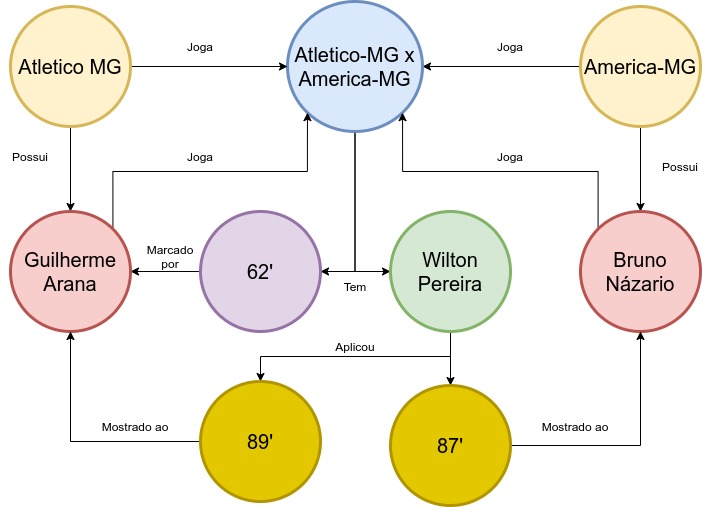 Atletico MG
Joga
Atletico-MG x
America-MG
Joga
America-MG
Possui
Joga
Joga
Possui
Guilherme
Arana
Marcado
por
62'
Tem
Wilton
Pereira
Bruno
Názario
Aplicou
Mostrado ao
89'
87'
Mostrado ao